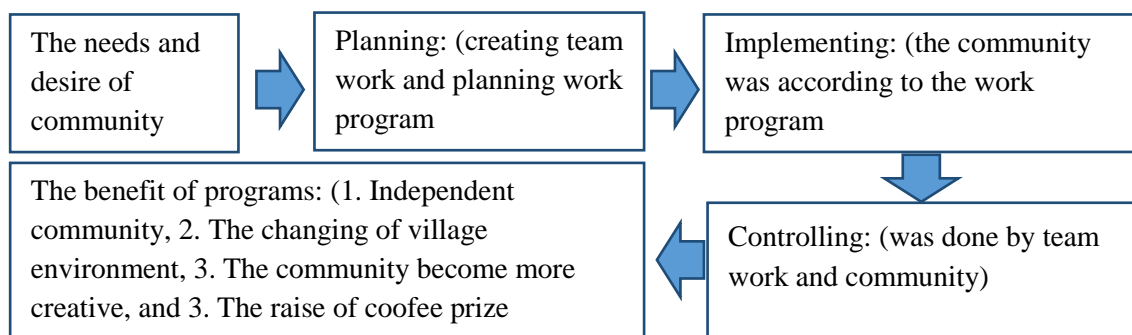 The needs and
desire of
community
Planning: (creating team
work and planning work
program
Implementing: (the community
was according to the work
program
Controlling: (was done by team
work and community)
The benefit of programs: (1. Independent
community, 2. The changing of village
environment, 3. The community become more
creative, and 3. The raise of coofee prize